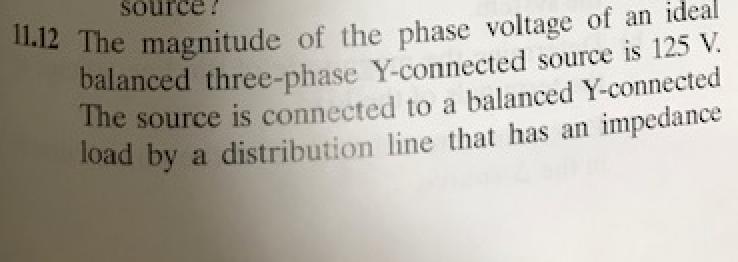 source?
11.12 The magnitude of the phase voltage of an ideal
balanced three-phase Y-connected source is 125 V.
The source is connected to a balanced Y-connected
load by a distribution line that has an impedance